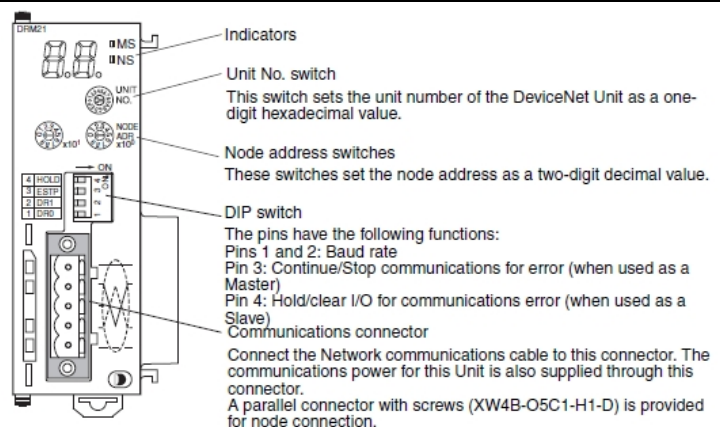 DRM21
MS
NS
UNIT
NO.
NODE
ADR
x10¹ x10⁰
ON
4 HOLD
3 ESTP
2 DR1
1 DR0
ON
1 2 3 4
Indicators
Unit No. switch
This switch sets the unit number of the DeviceNet Unit as a one-
digit hexadecimal value.
Node address switches
These switches set the node address as a two-digit decimal value.
DIP switch
The pins have the following functions:
Pins 1 and 2: Baud rate
Pin 3: Continue/Stop communications for error (when used as a
Master)
Pin 4: Hold/clear I/O for communications error (when used as a
Slave)
Communications connector
Connect the Network communications cable to this connector. The
communications power for this Unit is also supplied through this
connector.
A parallel connector with screws (XW4B-O5C1-H1-D) is provided
for node connection.